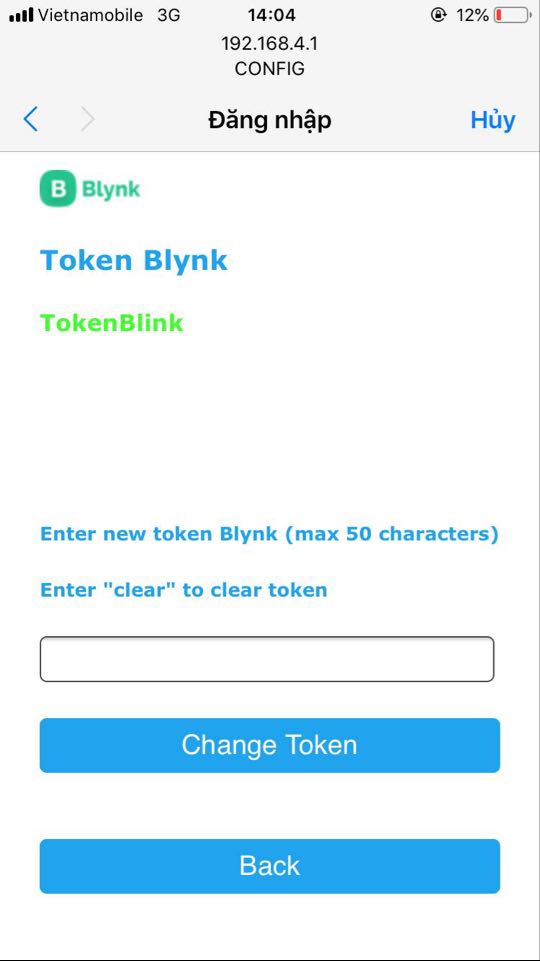 Vietnamobile 3G 14:04 12%
192.168.4.1
CONFIG
Đăng nhập Hủy
B Blynk
Token Blynk
TokenBlink
Enter new token Blynk (max 50 characters)
Enter "clear" to clear token
Change Token
Back